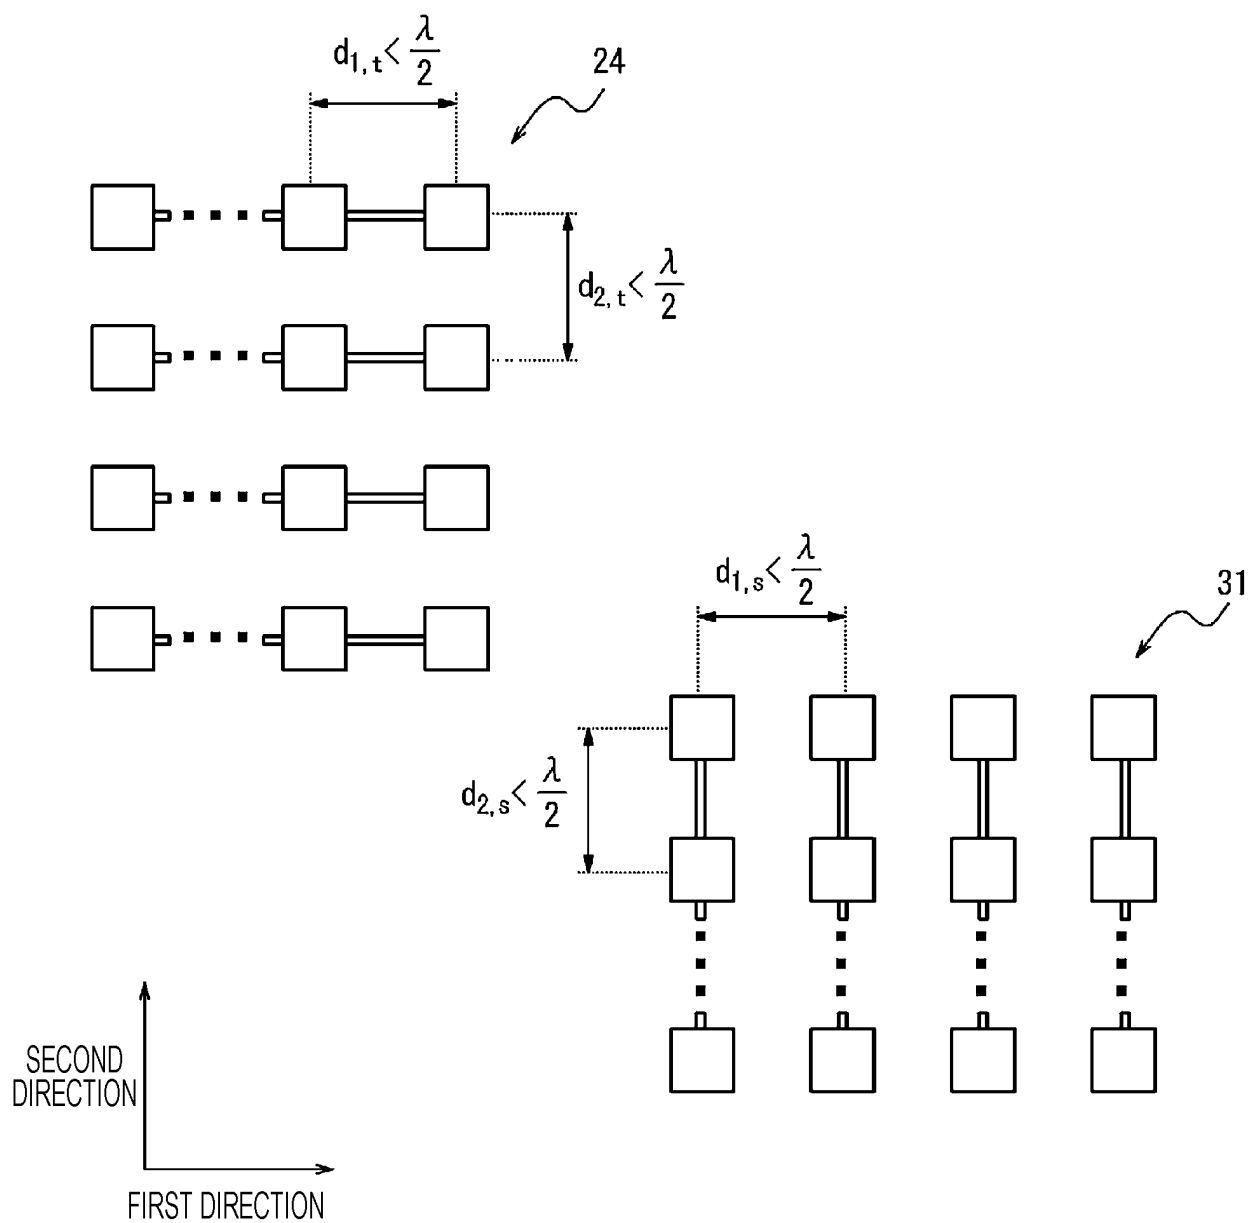 d1,t < λ/2
24
d2,t < λ/2
d1,s < λ/2
31
d2,s < λ/2
SECOND
DIRECTION
FIRST DIRECTION